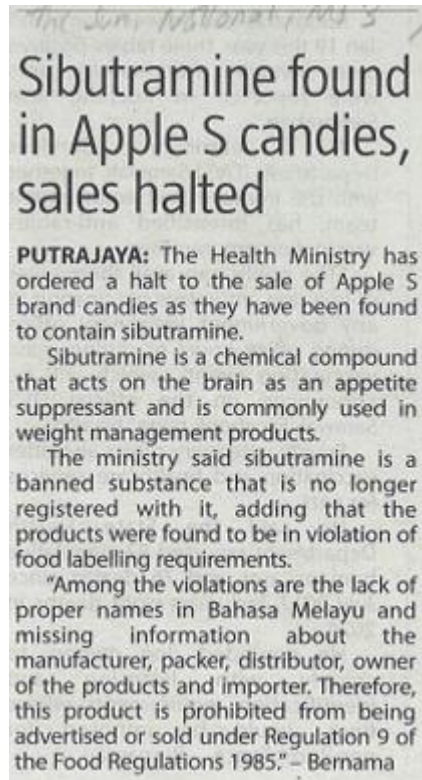 The Sun, National,
Sibutramine found
in Apple S candies,
sales halted
PUTRAJAYA: The Health Ministry has
ordered a halt to the sale of Apple S
brand candies as they have been found
to contain sibutramine.
Sibutramine is a chemical compound
that acts on the brain as an appetite
suppressant and is commonly used in
weight management products.
The ministry said sibutramine is a
banned substance that is no longer
registered with it, adding that the
products were found to be in violation of
food labelling requirements.
“Among the violations are the lack of
proper names in Bahasa Melayu and
missing information about the
manufacturer, packer, distributor, owner
of the products and importer. Therefore,
this product is prohibited from being
advertised or sold under Regulation 9 of
the Food Regulations 1985.” – Bernama